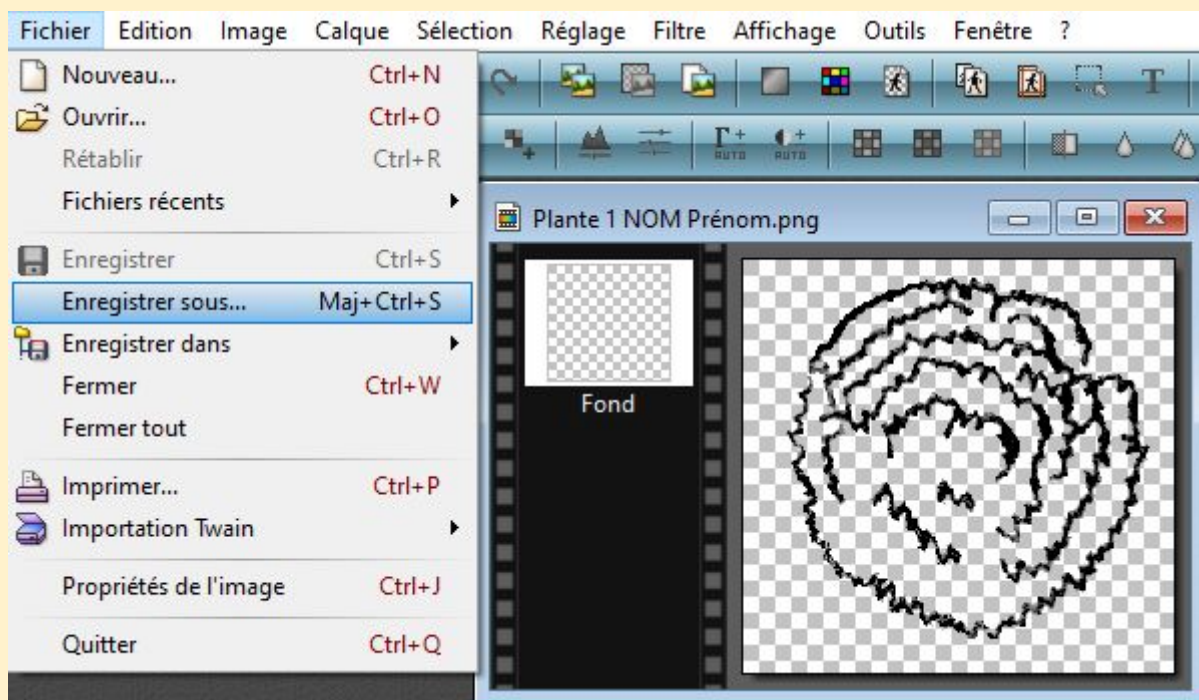 Fichier Edition Image Calque Sélection Réglage Filtre Affichage Outils Fenêtre ?
Nouveau... Ctrl+N
Ouvrir... Ctrl+O
Rétablir Ctrl+R
Fichiers récents
Enregistrer Ctrl+S
Enregistrer sous... Maj+Ctrl+S
Enregistrer dans
Fermer Ctrl+W
Fermer tout
Imprimer... Ctrl+P
Importation Twain
Propriétés de l'image Ctrl+J
Quitter Ctrl+Q
T
Γ+ AUTO
+ AUTO
Plante 1 NOM Prénom.png
Fond